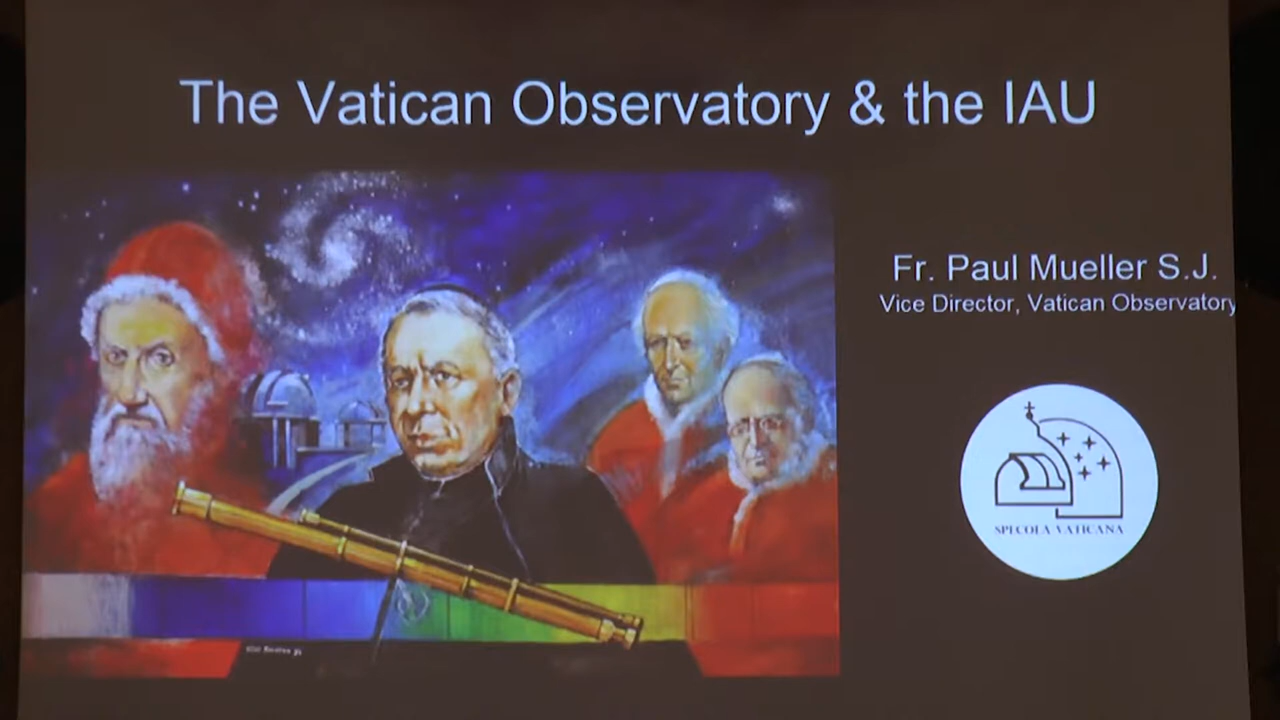 The Vatican Observatory & the IAU
Fr. Paul Mueller S.J.
Vice Director, Vatican Observatory
SPECOLA VATICANA